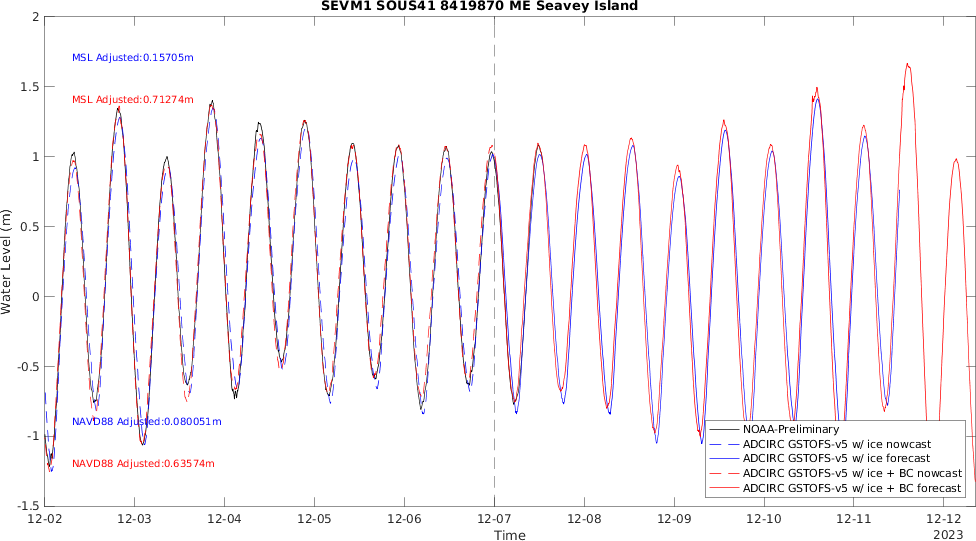 SEVM1 SOUS41 8419870 ME Seavey Island
2
1.5
1
0.5
0
-0.5
-1
-1.5
Water Level (m)
MSL Adjusted:0.15705m
MSL Adjusted:0.71274m
NAVD88 Adjusted:0.080051m
NAVD88 Adjusted:0.63574m
NOAA-Preliminary
ADCIRC GSTOFS-v5 w/ ice nowcast
ADCIRC GSTOFS-v5 w/ ice forecast
ADCIRC GSTOFS-v5 w/ ice + BC nowcast
ADCIRC GSTOFS-v5 w/ ice + BC forecast
12-02 12-03 12-04 12-05 12-06 12-07 12-08 12-09 12-10 12-11 12-12
2023
Time